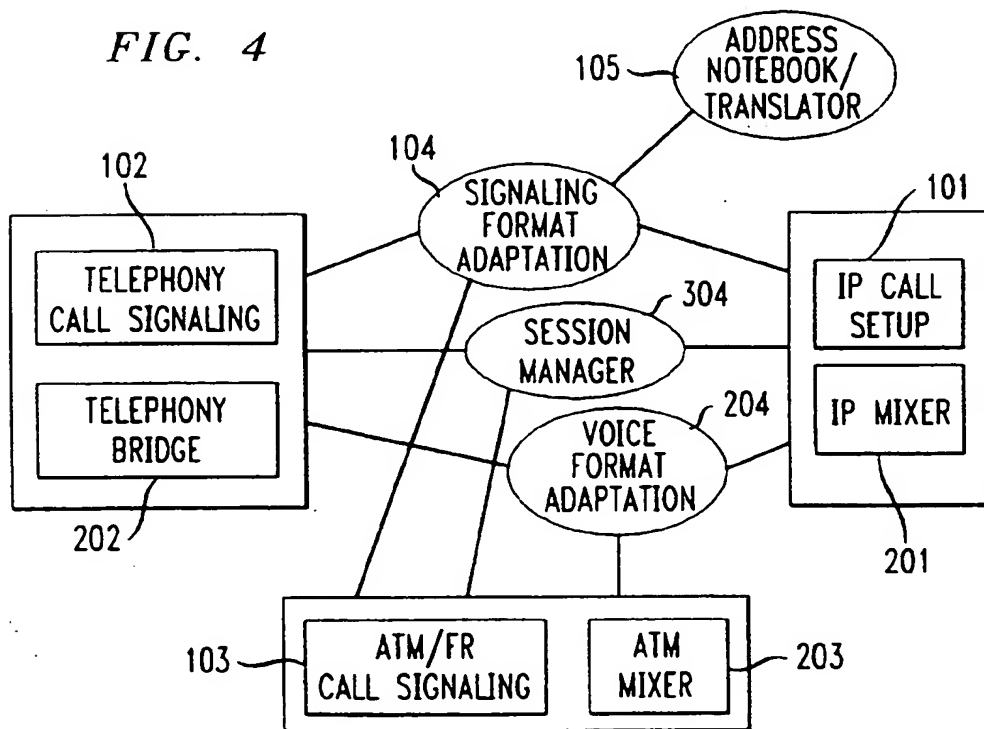 FIG. 4
ADDRESS
NOTEBOOK/
TRANSLATOR
105
104
SIGNALING
FORMAT
ADAPTATION
102
TELEPHONY
CALL SIGNALING
101
IP CALL
SETUP
304
SESSION
MANAGER
TELEPHONY
BRIDGE
202
204
VOICE
FORMAT
ADAPTATION
IP MIXER
201
103
ATM/FR
CALL SIGNALING
ATM
MIXER
203